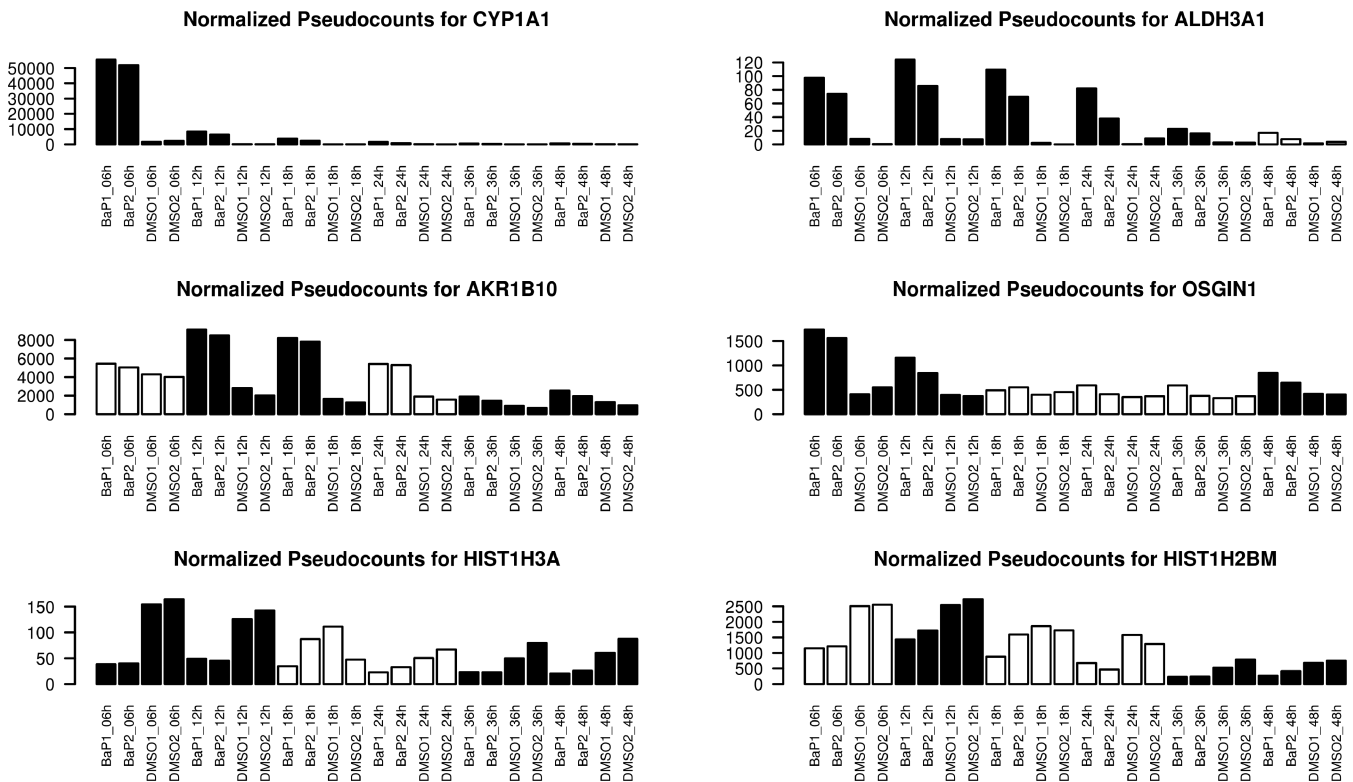 Normalized Pseudocounts for CYP1A1
50000
40000
30000
20000
10000
0
BaP1_06h
BaP2_06h
DMSO1_06h
DMSO2_06h
BaP1_12h
BaP2_12h
DMSO1_12h
DMSO2_12h
BaP1_18h
BaP2_18h
DMSO1_18h
DMSO2_18h
BaP1_24h
BaP2_24h
DMSO1_24h
DMSO2_24h
BaP1_36h
BaP2_36h
DMSO1_36h
DMSO2_36h
BaP1_48h
BaP2_48h
DMSO1_48h
DMSO2_48h
Normalized Pseudocounts for ALDH3A1
120
100
80
60
40
20
0
BaP1_06h
BaP2_06h
DMSO1_06h
DMSO2_06h
BaP1_12h
BaP2_12h
DMSO1_12h
DMSO2_12h
BaP1_18h
BaP2_18h
DMSO1_18h
DMSO2_18h
BaP1_24h
BaP2_24h
DMSO1_24h
DMSO2_24h
BaP1_36h
BaP2_36h
DMSO1_36h
DMSO2_36h
BaP1_48h
BaP2_48h
DMSO1_48h
DMSO2_48h
Normalized Pseudocounts for AKR1B10
8000
6000
4000
2000
0
BaP1_06h
BaP2_06h
DMSO1_06h
DMSO2_06h
BaP1_12h
BaP2_12h
DMSO1_12h
DMSO2_12h
BaP1_18h
BaP2_18h
DMSO1_18h
DMSO2_18h
BaP1_24h
BaP2_24h
DMSO1_24h
DMSO2_24h
BaP1_36h
BaP2_36h
DMSO1_36h
DMSO2_36h
BaP1_48h
BaP2_48h
DMSO1_48h
DMSO2_48h
Normalized Pseudocounts for OSGIN1
1500
1000
500
0
BaP1_06h
BaP2_06h
DMSO1_06h
DMSO2_06h
BaP1_12h
BaP2_12h
DMSO1_12h
DMSO2_12h
BaP1_18h
BaP2_18h
DMSO1_18h
DMSO2_18h
BaP1_24h
BaP2_24h
DMSO1_24h
DMSO2_24h
BaP1_36h
BaP2_36h
DMSO1_36h
DMSO2_36h
BaP1_48h
BaP2_48h
DMSO1_48h
DMSO2_48h
Normalized Pseudocounts for HIST1H3A
150
100
50
0
BaP1_06h
BaP2_06h
DMSO1_06h
DMSO2_06h
BaP1_12h
BaP2_12h
DMSO1_12h
DMSO2_12h
BaP1_18h
BaP2_18h
DMSO1_18h
DMSO2_18h
BaP1_24h
BaP2_24h
DMSO1_24h
DMSO2_24h
BaP1_36h
BaP2_36h
DMSO1_36h
DMSO2_36h
BaP1_48h
BaP2_48h
DMSO1_48h
DMSO2_48h
Normalized Pseudocounts for HIST1H2BM
2500
2000
1500
1000
500
0
BaP1_06h
BaP2_06h
DMSO1_06h
DMSO2_06h
BaP1_12h
BaP2_12h
DMSO1_12h
DMSO2_12h
BaP1_18h
BaP2_18h
DMSO1_18h
DMSO2_18h
BaP1_24h
BaP2_24h
DMSO1_24h
DMSO2_24h
BaP1_36h
BaP2_36h
DMSO1_36h
DMSO2_36h
BaP1_48h
BaP2_48h
DMSO1_48h
DMSO2_48h